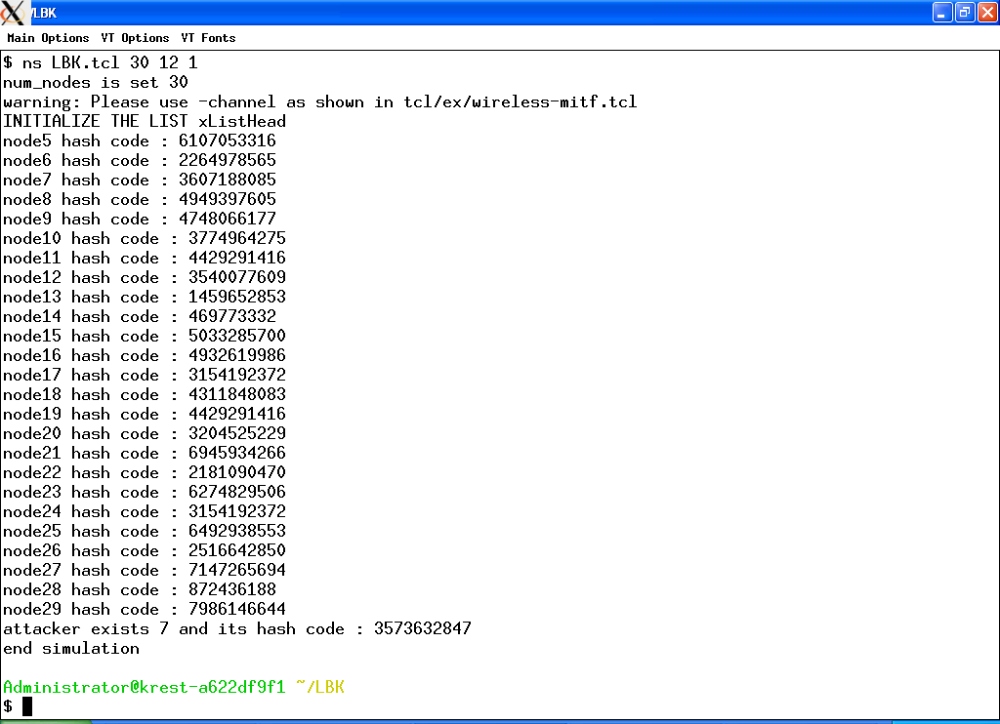 /LBK
Main Options VT Options VT Fonts
$ ns LBK.tcl 30 12 1
num_nodes is set 30
warning: Please use -channel as shown in tcl/ex/wireless-mitf.tcl
INITIALIZE THE LIST xListHead
node5 hash code : 6107053316
node6 hash code : 2264978565
node7 hash code : 3607188085
node8 hash code : 4949397605
node9 hash code : 4748066177
node10 hash code : 3774964275
node11 hash code : 4429291416
node12 hash code : 3540077609
node13 hash code : 1459652853
node14 hash code : 469773332
node15 hash code : 5033285700
node16 hash code : 4932619986
node17 hash code : 3154192372
node18 hash code : 4311848083
node19 hash code : 4429291416
node20 hash code : 3204525229
node21 hash code : 6945934266
node22 hash code : 2181090470
node23 hash code : 6274829506
node24 hash code : 3154192372
node25 hash code : 6492938553
node26 hash code : 2516642850
node27 hash code : 7147265694
node28 hash code : 872436188
node29 hash code : 7986146644
attacker exists 7 and its hash code : 3573632847
end simulation
Administrator@krest-a622df9f1 ~/LBK
$